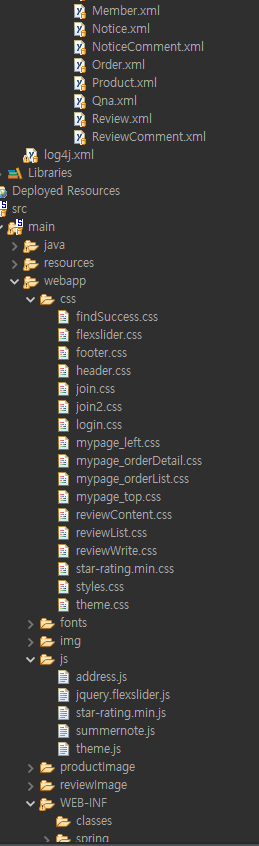 Member.xml
Notice.xml
NoticeComment.xml
Order.xml
Product.xml
Qna.xml
Review.xml
ReviewComment.xml
log4j.xml
Libraries
Deployed Resources
src
main
java
resources
webapp
css
findSuccess.css
flexslider.css
footer.css
header.css
join.css
join2.css
login.css
mypage_left.css
mypage_orderDetail.css
mypage_orderList.css
mypage_top.css
reviewContent.css
reviewList.css
reviewWrite.css
star-rating.min.css
styles.css
theme.css
fonts
img
js
address.js
jquery.flexslider.js
star-rating.min.js
summernote.js
theme.js
productImage
reviewImage
WEB-INF
classes
spring